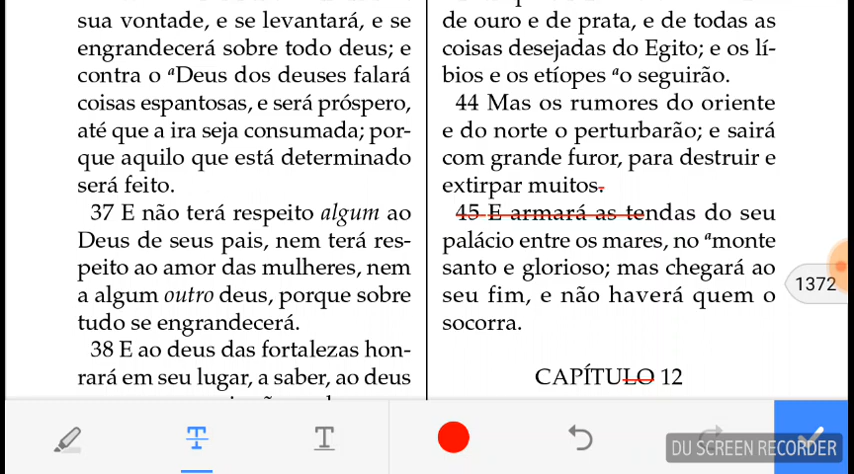 sua vontade, e se levantará, e se
engrandecerá sobre todo deus; e
contra o ªDeus dos deuses falará
coisas espantosas, e será próspero,
até que a ira seja consumada; por-
que aquilo que está determinado
será feito.
37 E não terá respeito algum ao
Deus de seus pais, nem terá res-
peito ao amor das mulheres, nem
a algum outro deus, porque sobre
tudo se engrandecerá.
38 E ao deus das fortalezas hon-
rará em seu lugar, a saber, ao deus
de ouro e de prata, e de todas as
coisas desejadas do Egito; e os lí-
bios e os etíopes ªo seguirão.
44 Mas os rumores do oriente
e do norte o perturbarão; e sairá
com grande furor, para destruir e
extirpar muitos.
45 E armará as tendas do seu
palácio entre os mares, no ªmonte
santo e glorioso; mas chegará ao
seu fim, e não haverá quem o
socorra.
CAPÍTULO 12
1372
T
T
DU SCREEN RECORDER